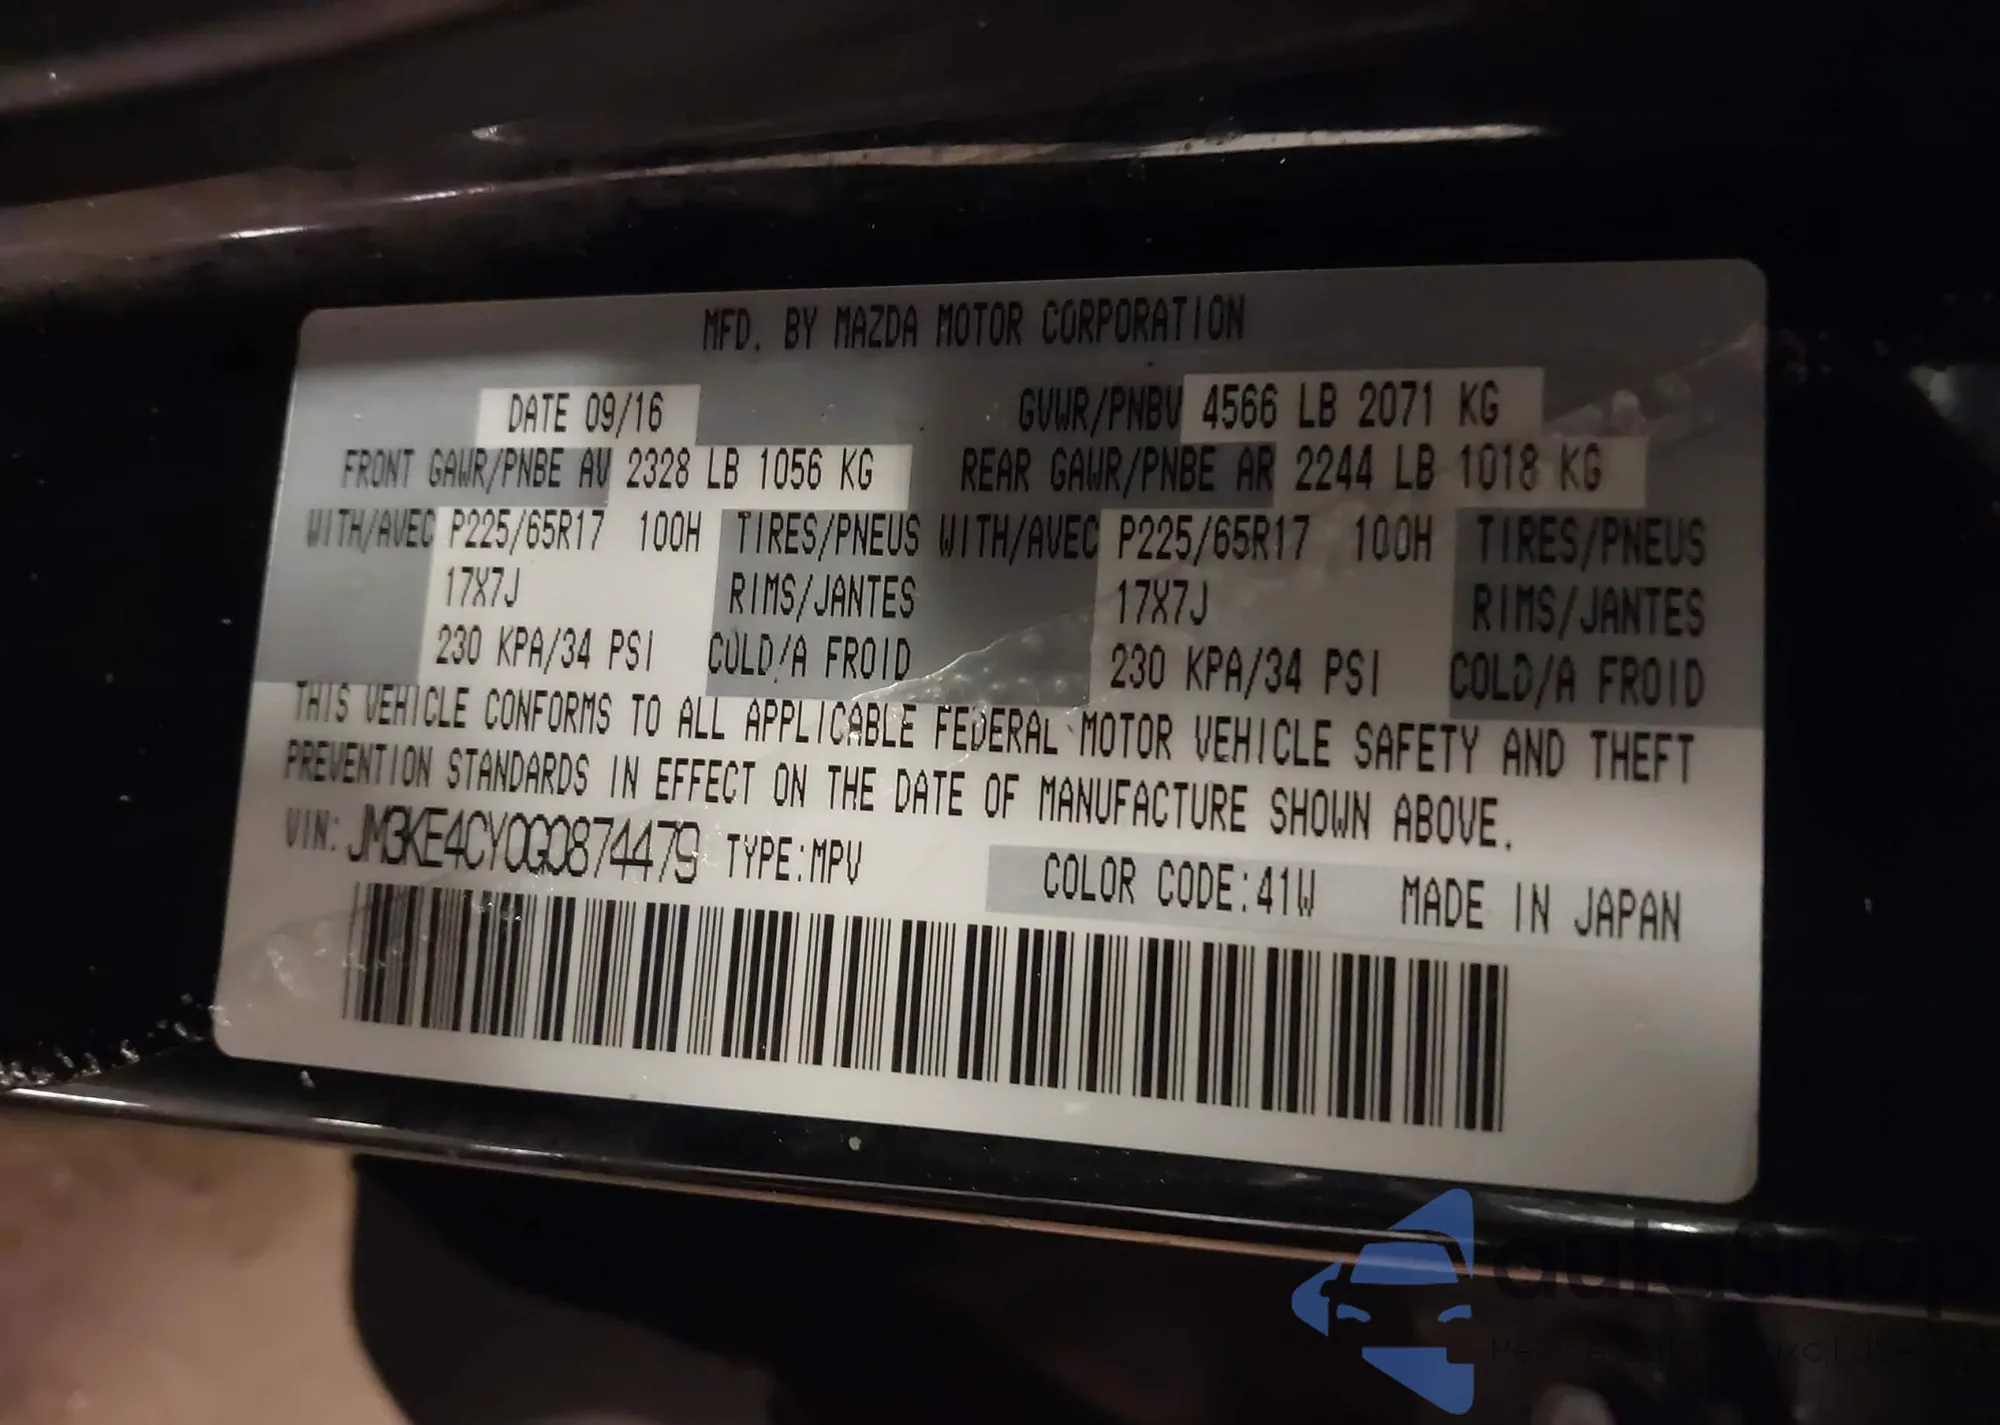 MFD. BY MAZDA MOTOR CORPORATION
DATE 09/16 GVWR/PNBV 4566 LB 2071 KG
FRONT GAWR/PNBE AV 2328 LB 1056 KG REAR GAWR/PNBE AR 2244 LB 1018 KG
WITH/AVEC P225/65R17 100H TIRES/PNEUS WITH/AVEC P225/65R17 100H TIRES/PNEUS
17X7J RIMS/JANTES 17X7J RIMS/JANTES
230 KPA/34 PSI COLD/A FROID 230 KPA/34 PSI COLD/A FROID
THIS VEHICLE CONFORMS TO ALL APPLICABLE FEDERAL MOTOR VEHICLE SAFETY AND THEFT
PREVENTION STANDARDS IN EFFECT ON THE DATE OF MANUFACTURE SHOWN ABOVE.
VIN: JM3KE4CY0G0874479 TYPE:MPV COLOR CODE:41W MADE IN JAPAN
autoSnap